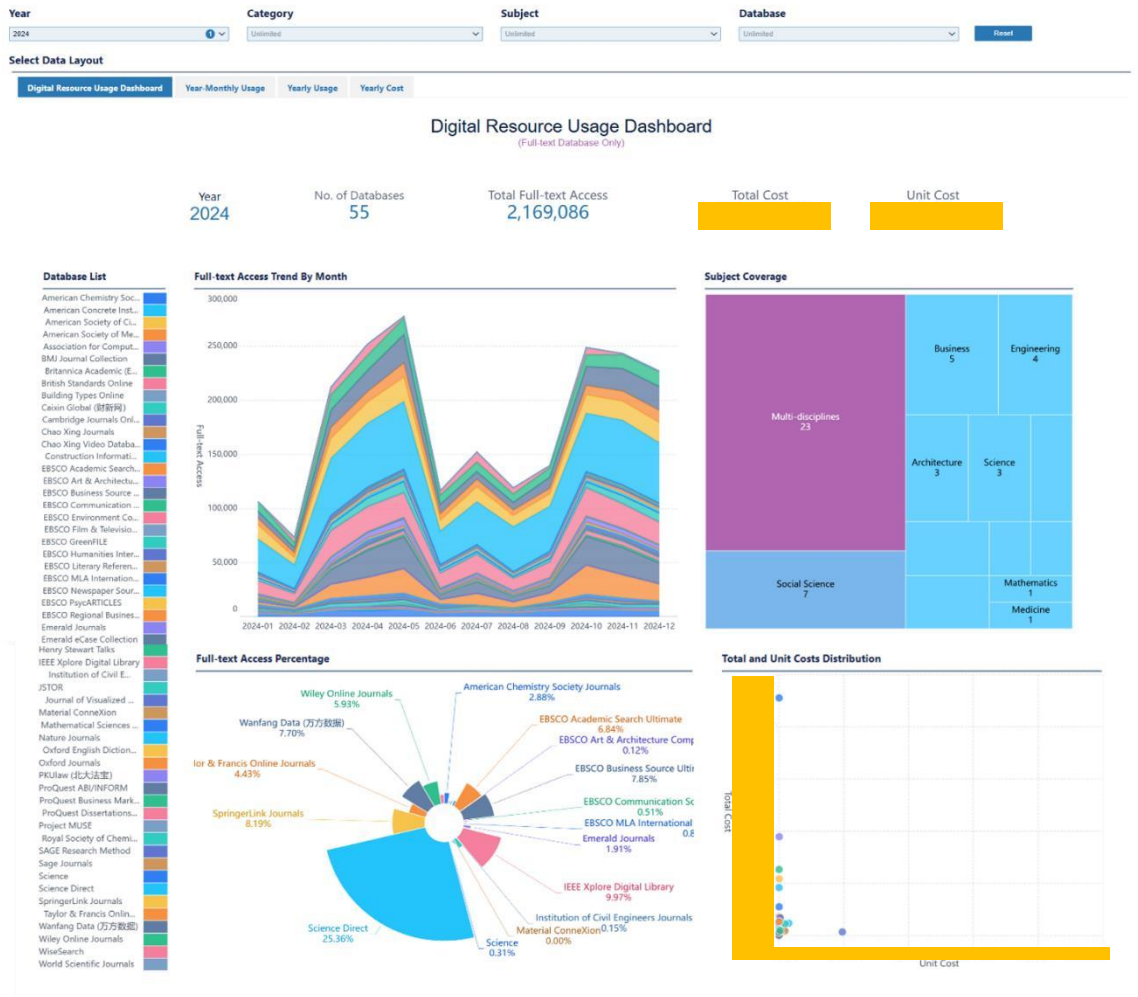 Year
Category
Subject
Database
2024
1
Unlimited
Unlimited
Unlimited
Reset
Select Data Layout
Digital Resource Usage Dashboard
Year-Monthly Usage
Yearly Usage
Yearly Cost
Digital Resource Usage Dashboard
(Full-text Database Only)
Year
2024
No. of Databases
55
Total Full-text Access
2,169,086
Total Cost
Unit Cost
Database List
American Chemistry Soc...
American Concrete Inst...
American Society of Ci...
American Society of Me...
Association for Comput...
BMJ Journal Collection
Britannica Academic (E...
British Standards Online
Building Types Online
Caixin Global (财新网)
Cambridge Journals Onl...
Chao Xing Journals
Chao Xing Video Databa...
Construction Informati...
EBSCO Academic Search...
EBSCO Art & Architectu...
EBSCO Business Source ...
EBSCO Communication ...
EBSCO Environment Co...
EBSCO Film & Televisio...
EBSCO GreenFILE
EBSCO Humanities Inter...
EBSCO Literary Referen...
EBSCO MLA Internation...
EBSCO Newspaper Sour...
EBSCO PsycARTICLES
EBSCO Regional Busines...
Emerald Journals
Emerald eCase Collection
Henry Stewart Talks
IEEE Xplore Digital Library
Institution of Civil E...
JSTOR
Journal of Visualized ...
Material ConneXion
Mathematical Sciences ...
Nature Journals
Oxford English Diction...
Oxford Journals
PKUlaw (北大法宝)
ProQuest ABI/INFORM
ProQuest Business Mark...
ProQuest Dissertations...
Project MUSE
Royal Society of Chemi...
SAGE Research Method
Sage Journals
Science
Science Direct
SpringerLink Journals
Taylor & Francis Onlin...
Wanfang Data (万方数据)
Wiley Online Journals
WiseSearch
World Scientific Journals
Full-text Access Trend By Month
Full-text Access
300,000
250,000
200,000
150,000
100,000
50,000
0
2024-01 2024-02 2024-03 2024-04 2024-05 2024-06 2024-07 2024-08 2024-09 2024-10 2024-11 2024-12
Subject Coverage
Multi-disciplines
23
Social Science
7
Business
5
Engineering
4
Architecture
3
Science
3
Mathematics
1
Medicine
1
Full-text Access Percentage
American Chemistry Society Journals
2.88%
EBSCO Academic Search Ultimate
6.84%
EBSCO Art & Architecture Comp
0.12%
EBSCO Business Source Ulti
7.85%
EBSCO Communication Sc
0.51%
EBSCO MLA International
0.8
Emerald Journals
1.91%
IEEE Xplore Digital Library
9.97%
Institution of Civil Engineers Journals
0.15%
Material ConneXion
0.00%
Science
0.31%
Science Direct
25.36%
SpringerLink Journals
8.19%
lor & Francis Online Journals
4.43%
Wanfang Data (万方数据)
7.70%
Wiley Online Journals
5.93%
Total and Unit Costs Distribution
Total Cost
Unit Cost